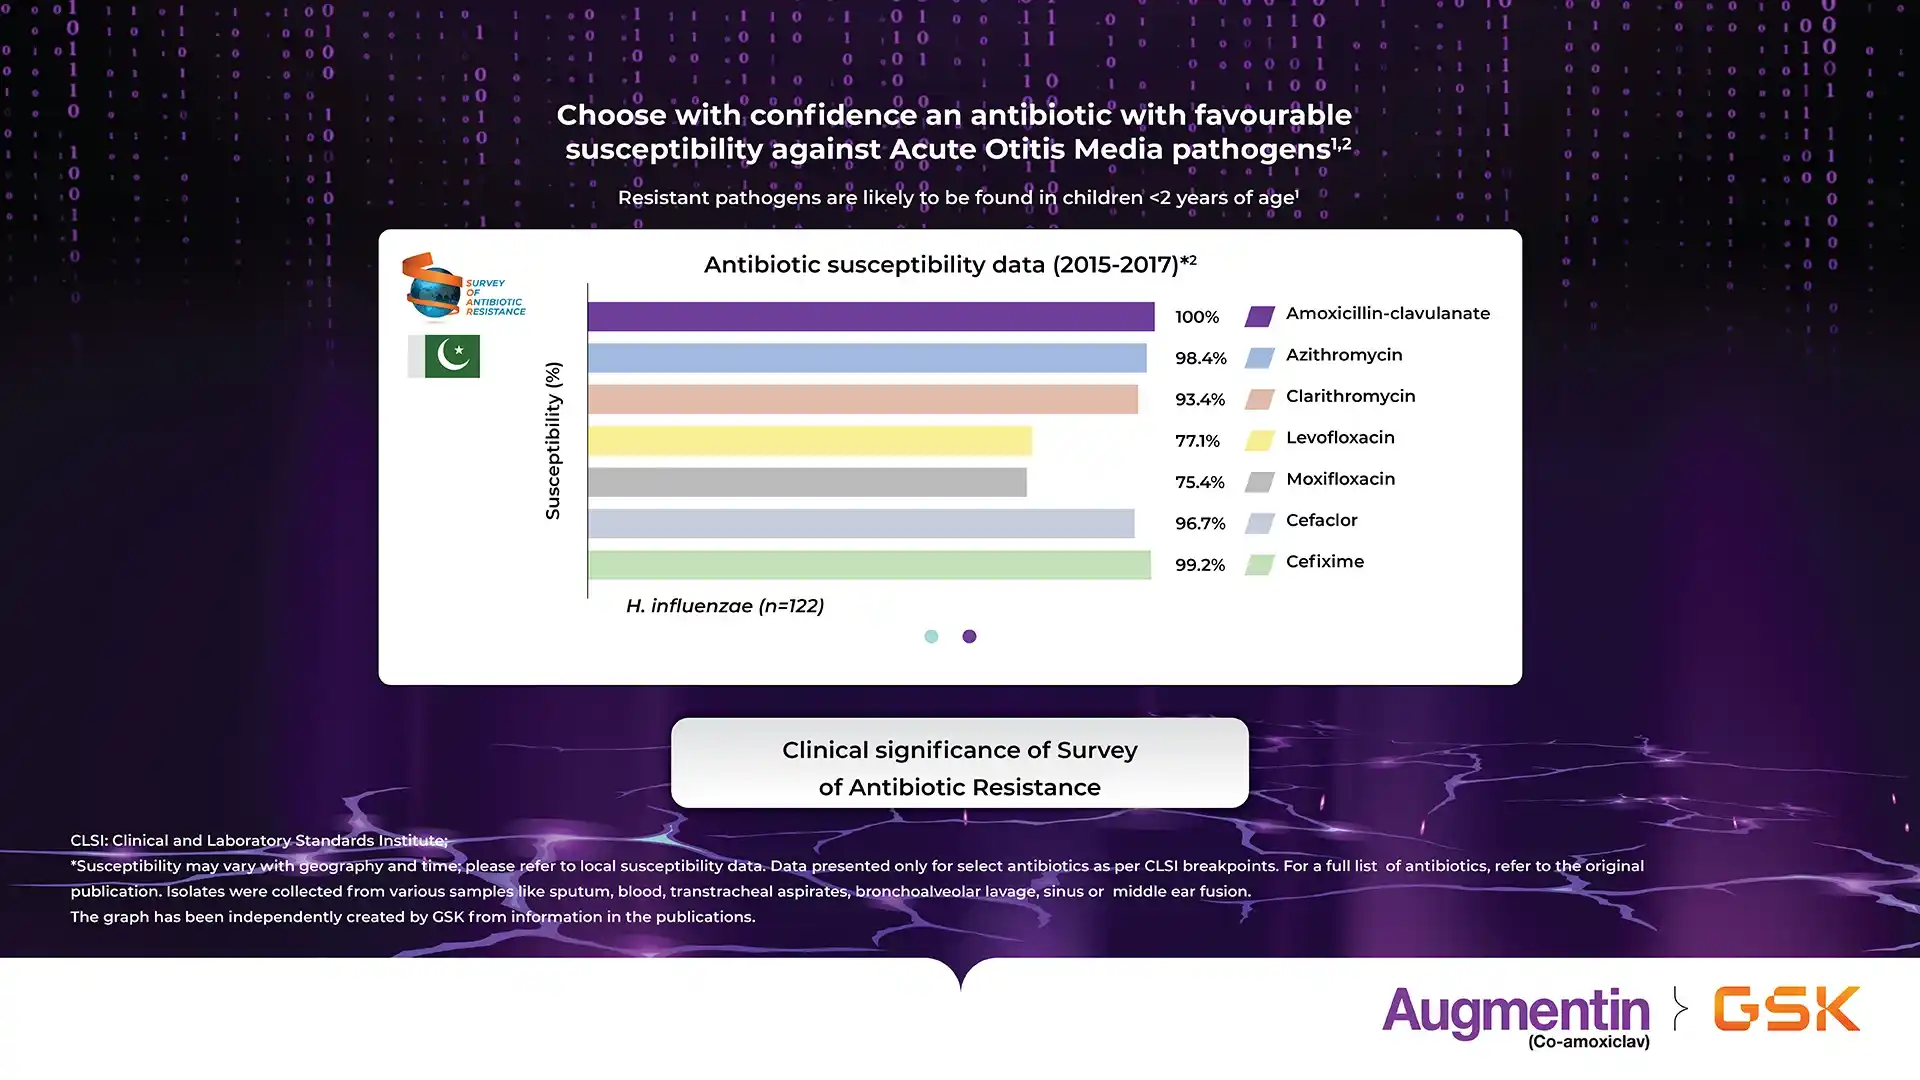 Choose with confidence an antibiotic with favourable
susceptibility against Acute Otitis Media pathogens1,2
Resistant pathogens are likely to be found in children <2 years of age1
SURVEY
OF
ANTIBIOTIC
RESISTANCE
Antibiotic susceptibility data (2015-2017)*2
Susceptibility (%)
100% Amoxicillin-clavulanate
98.4% Azithromycin
93.4% Clarithromycin
77.1% Levofloxacin
75.4% Moxifloxacin
96.7% Cefaclor
99.2% Cefixime
H. influenzae (n=122)
Clinical significance of Survey
of Antibiotic Resistance
CLSI: Clinical and Laboratory Standards Institute;
*Susceptibility may vary with geography and time; please refer to local susceptibility data. Data presented only for select antibiotics as per CLSI breakpoints. For a full list of antibiotics, refer to the original
publication. Isolates were collected from various samples like sputum, blood, transtracheal aspirates, bronchoalveolar lavage, sinus or middle ear fusion.
The graph has been independently created by GSK from information in the publications.
Augmentin
(Co-amoxiclav)
GSK